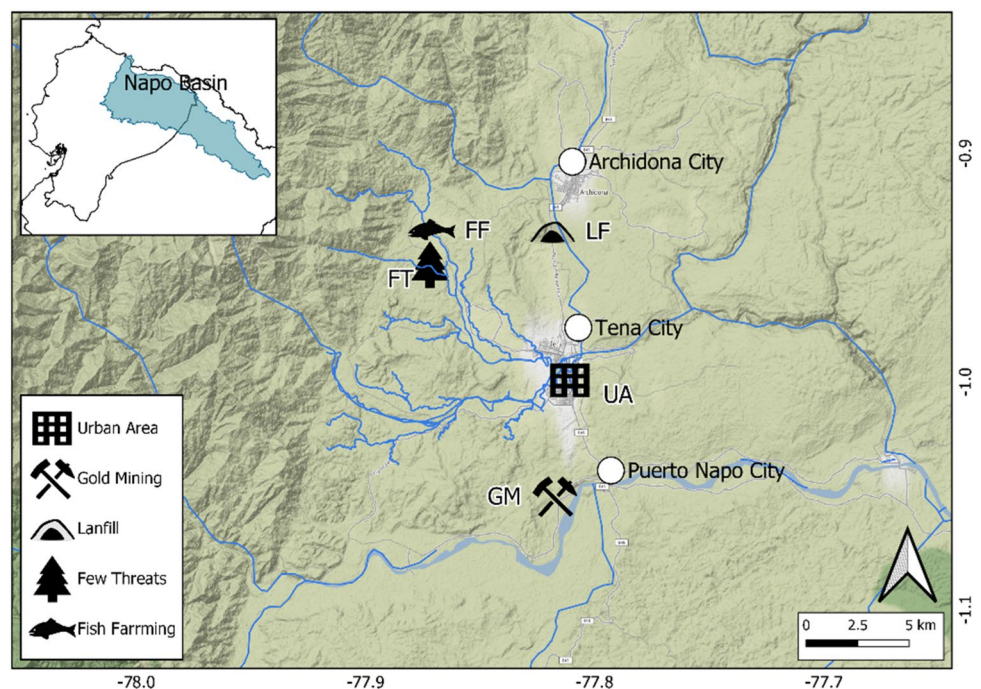 Napo Basin
Archidona City
Archidona
FF
LF
FT
Tena City
UA
Puerto Napo City
GM
Urban Area
Gold Mining
Lanfill
Few Threats
Fish Farrming
0 2.5 5 km
-0.9
-1.0
-1.1
-78.0 -77.9 -77.8 -77.7